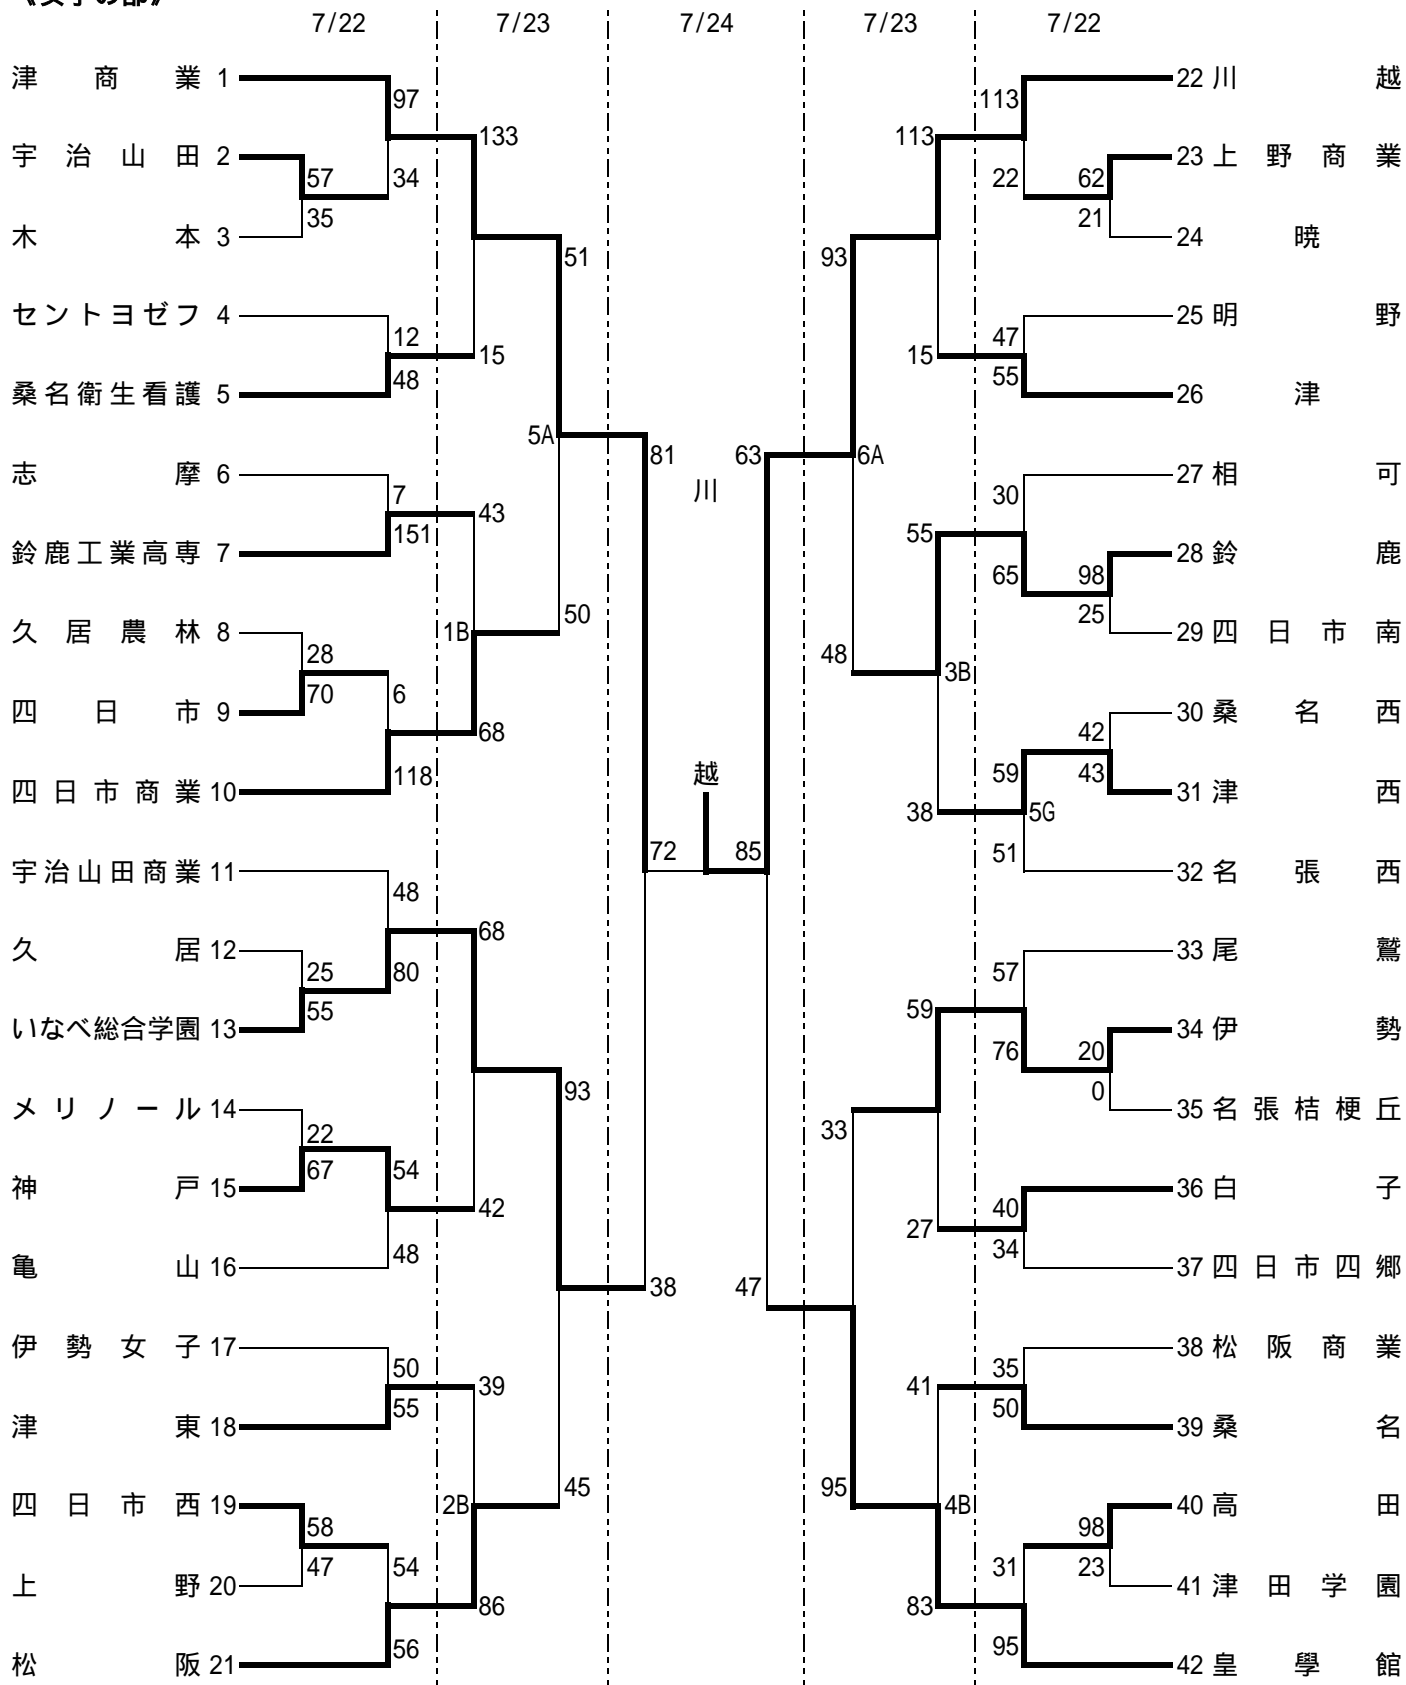 7/22 7/23 7/24 7/23 7/22
津商業 1
97
133
宇治山田 2
57
34
35
木本 3
51
セントヨゼフ 4
12
15
48
桑名衛生看護 5
5A
81
志摩 6
7
43
151
鈴鹿工業高専 7
50
久居農林 8
28
1B
70
6
四日市 9
68
118
四日市商業 10
72
宇治山田商業 11
48
68
久居 12
25
80
55
いなべ総合学園 13
93
メリノール 14
22
67
54
神戸 15
42
48
亀山 16
38
伊勢女子 17
50
39
55
津東 18
45
四日市西 19
2B
58
47
54
上野 20
86
56
松阪 21
川
越
22 川越
113
113
23 上野商業
22
62
21
24 暁
93
25 明野
47
15
55
26 津
63
6A
27 相可
30
55
28 鈴鹿
65
98
25
29 四日市南
48
3B
30 桑名西
42
59
43
31 津西
38
5G
85
51
32 名張西
33 尾鷲
57
59
34 伊勢
76
20
0
35 名張桔梗丘
33
36 白子
40
27
34
37 四日市四郷
47
38 松阪商業
35
41
50
39 桑名
95
4B
40 高田
98
31
23
41 津田学園
83
95
42 皇學館